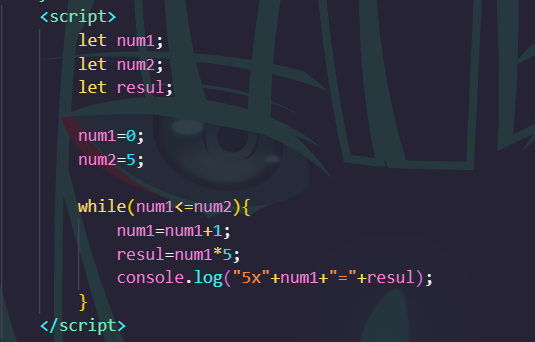 <script>
let num1;
let num2;
let resul;
num1=0;
num2=5;
while(num1<=num2){
num1=num1+1;
resul=num1*5;
console.log("5x"+num1+"="+resul);
}
</script>